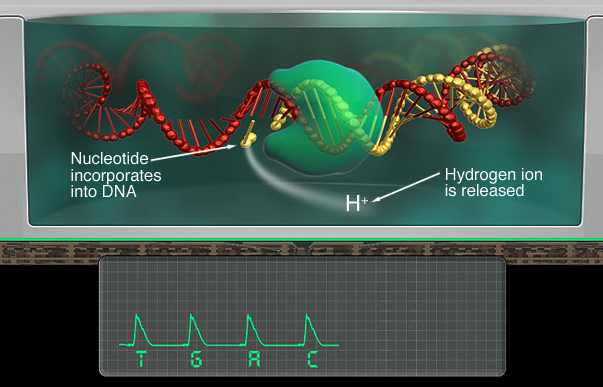 Nucleotide
incorporates
into DNA
Hydrogen ion
is released
H+
T G A C